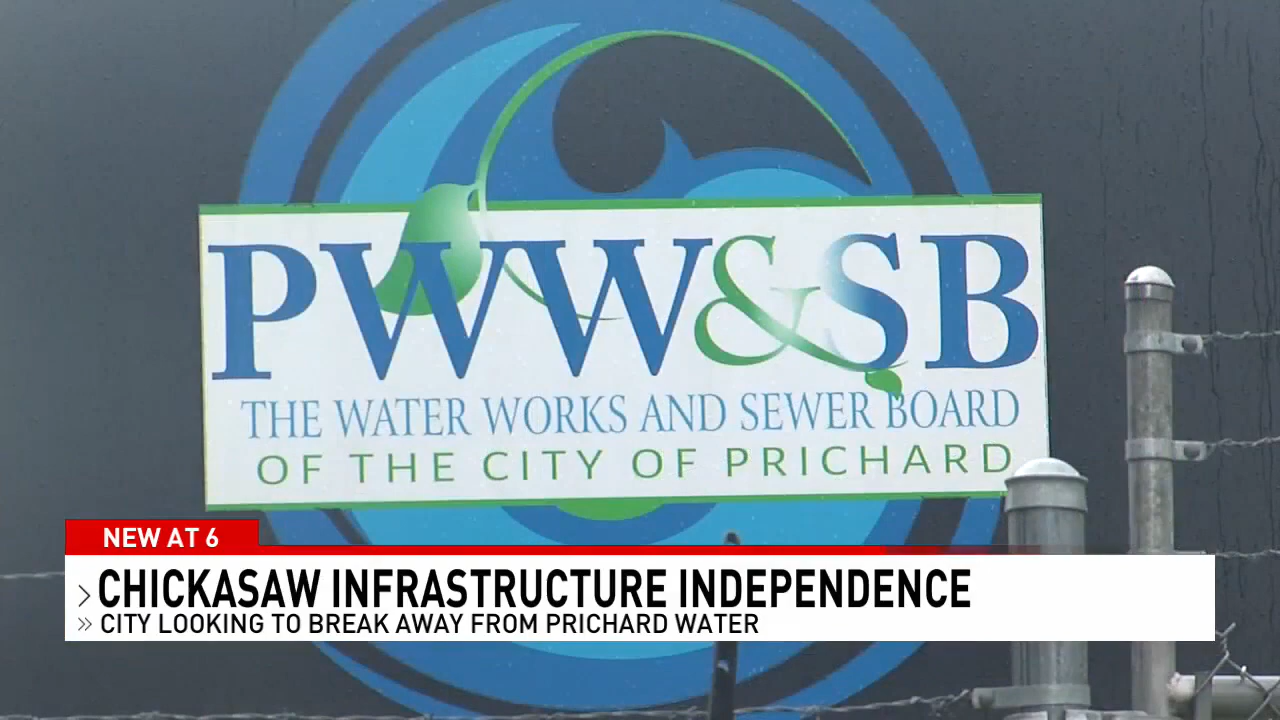 PWW&SB
THE WATER WORKS AND SEWER BOARD
OF THE CITY OF PRICHARD
NEW AT 6
CHICKASAW INFRASTRUCTURE INDEPENDENCE
CITY LOOKING TO BREAK AWAY FROM PRICHARD WATER